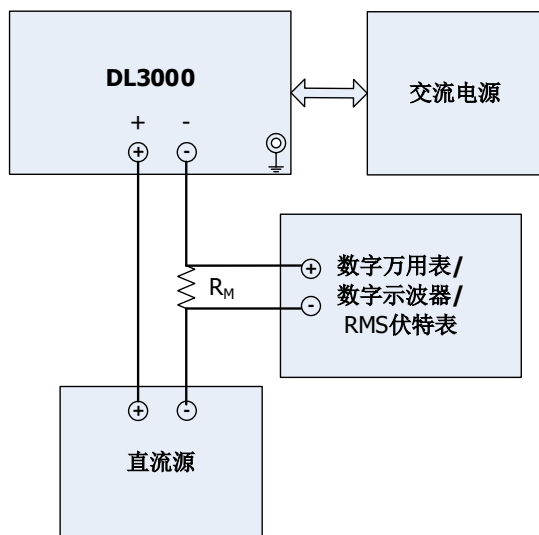 DL3000
交流电源
+ -
+ -
数字万用表/
数字示波器/
RMS伏特表
+
-
RM
+ -
直流源